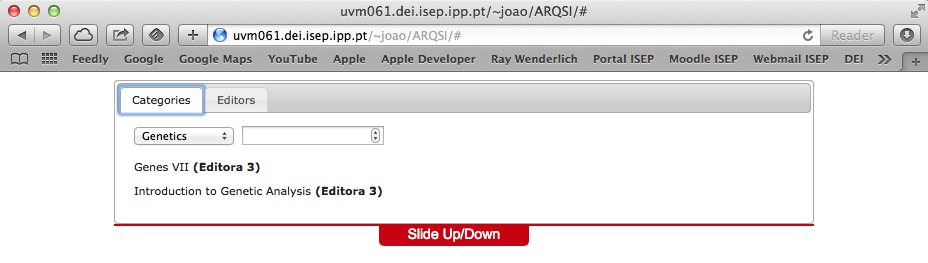 uvm061.dei.isep.ipp.pt/~joao/ARQSI/#
uvm061.dei.isep.ipp.pt/~joao/ARQSI/# Reader
Feedly Google Google Maps YouTube Apple Apple Developer Ray Wenderlich Portal ISEP Moodle ISEP Webmail ISEP DEI
Categories Editors
Genetics
Genes VII (Editora 3)
Introduction to Genetic Analysis (Editora 3)
Slide Up/Down